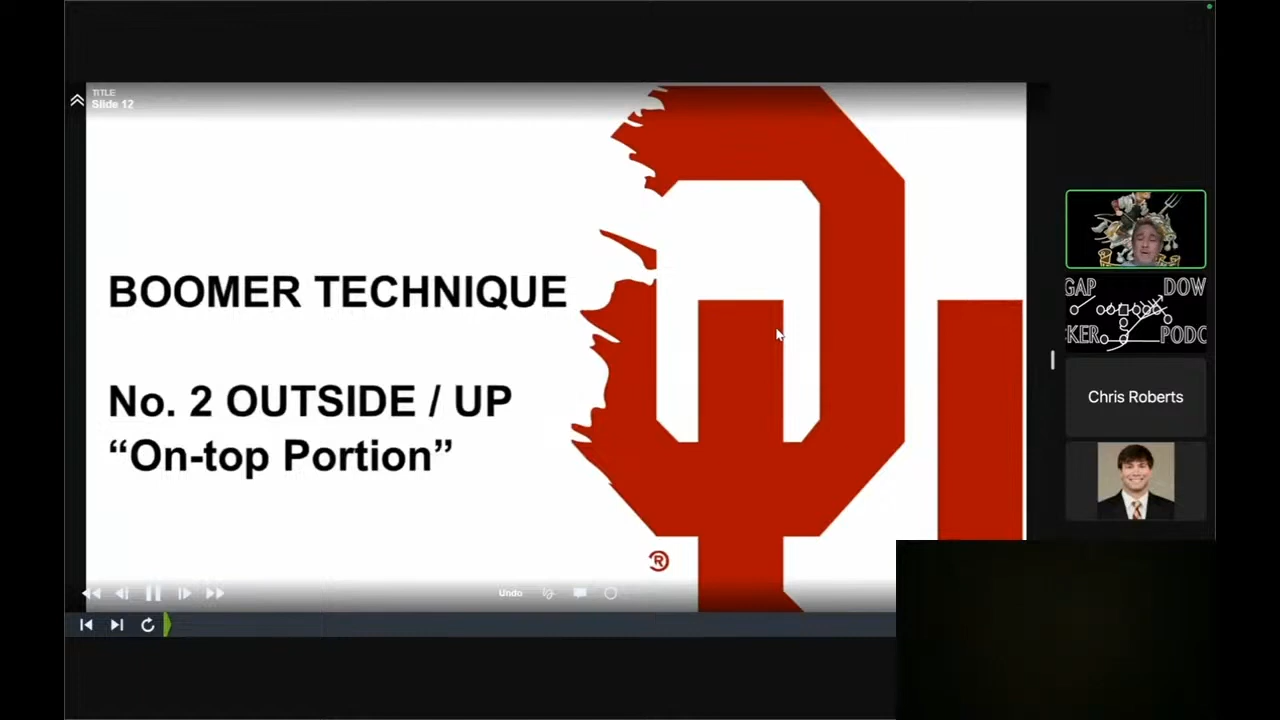 TITLE
Slide 12
BOOMER TECHNIQUE
No. 2 OUTSIDE / UP
“On-top Portion”
®
Undo
GAP DOW
KER PODC
Chris Roberts